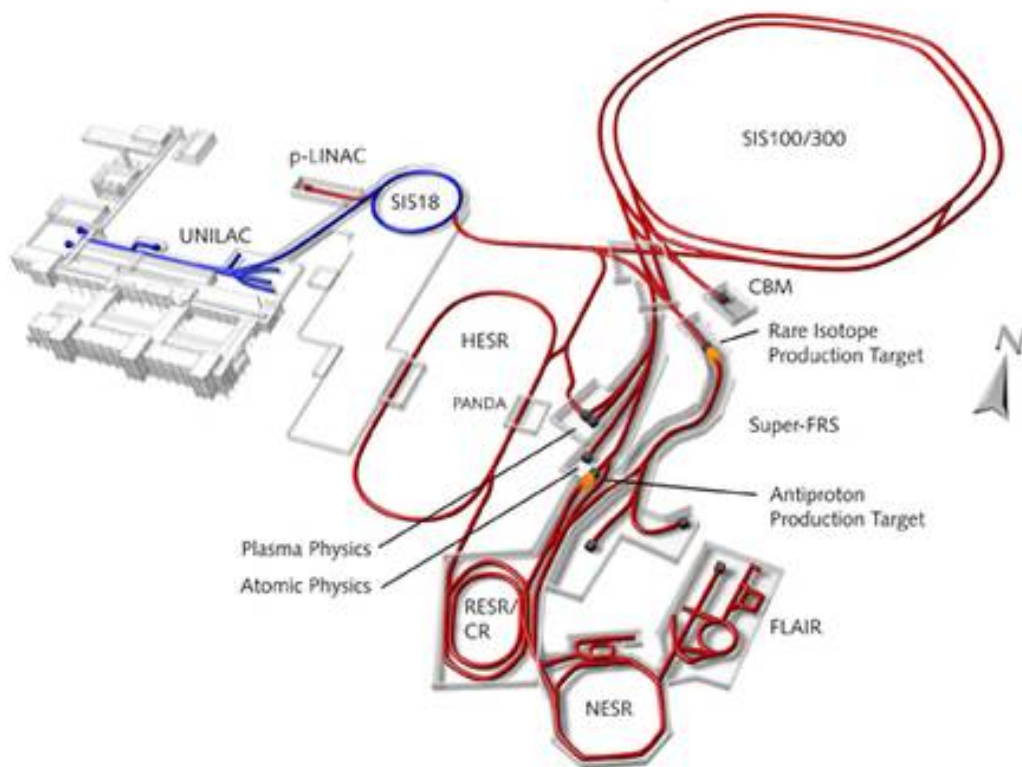 SIS100/300
p-LINAC
SIS18
UNILAC
CBM
HESR
Rare Isotope
Production Target
N
PANDA
Super-FRS
Antiproton
Production Target
Plasma Physics
Atomic Physics
RESR/
CR
FLAIR
NESR